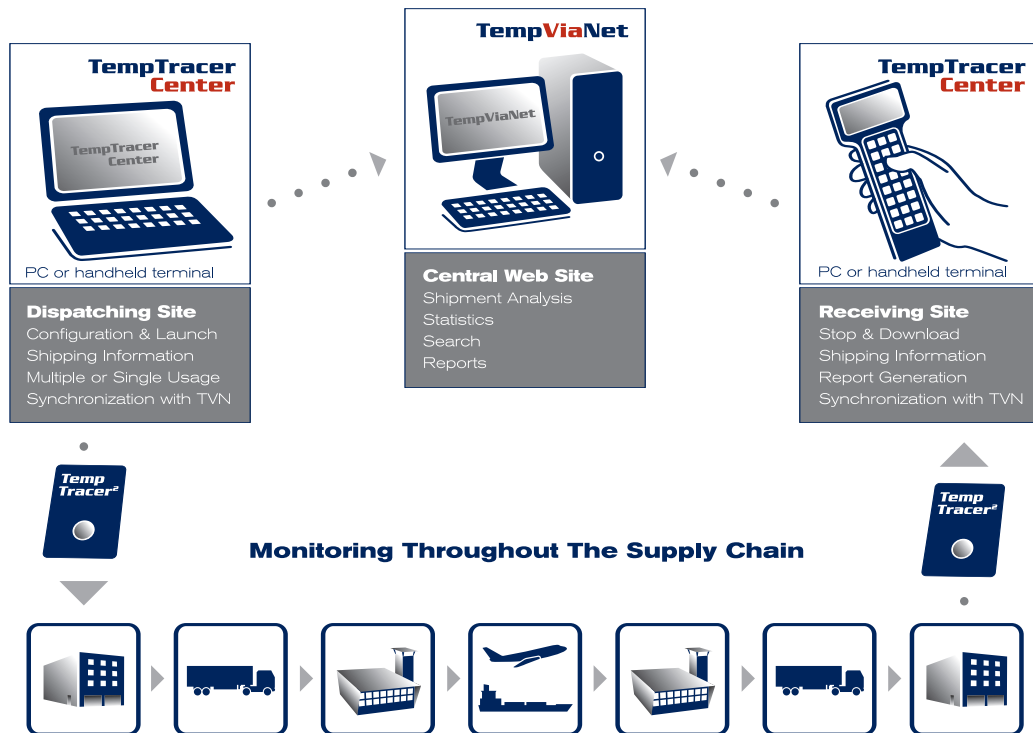 TempTracer
Center
TempTracer
Center
PC or handheld terminal
Dispatching Site
Configuration & Launch
Shipping Information
Multiple or Single Usage
Synchronization with TVN
TempViaNet
TempViaNet
Central Web Site
Shipment Analysis
Statistics
Search
Reports
TempTracer
Center
PC or handheld terminal
Receiving Site
Stop & Download
Shipping Information
Report Generation
Synchronization with TVN
Temp
Tracer²
Monitoring Throughout The Supply Chain
Temp
Tracer²